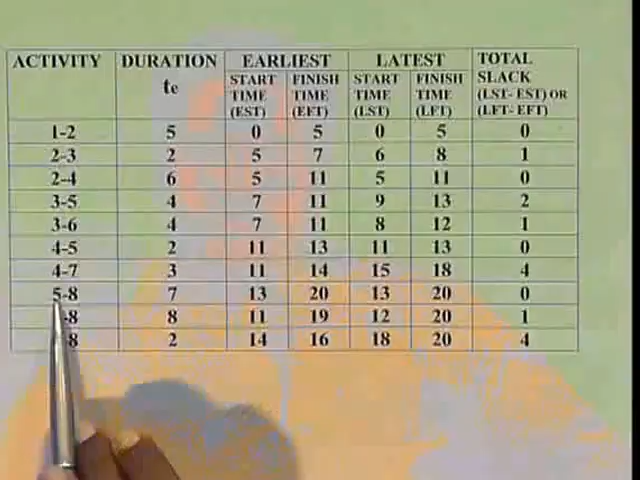 ACTIVITY DURATION te EARLIEST LATEST TOTAL SLACK (LST- EST) OR (LFT- EFT)
START TIME (EST) FINISH TIME (EFT) START TIME (LST) FINISH TIME (LFT)
1-2 5 0 5 0 5 0
2-3 2 5 7 6 8 1
2-4 6 5 11 5 11 0
3-5 4 7 11 9 13 2
3-6 4 7 11 8 12 1
4-5 2 11 13 11 13 0
4-7 3 11 14 15 18 4
5-8 7 13 20 13 20 0
-8 8 11 19 12 20 1
8 2 14 16 18 20 4